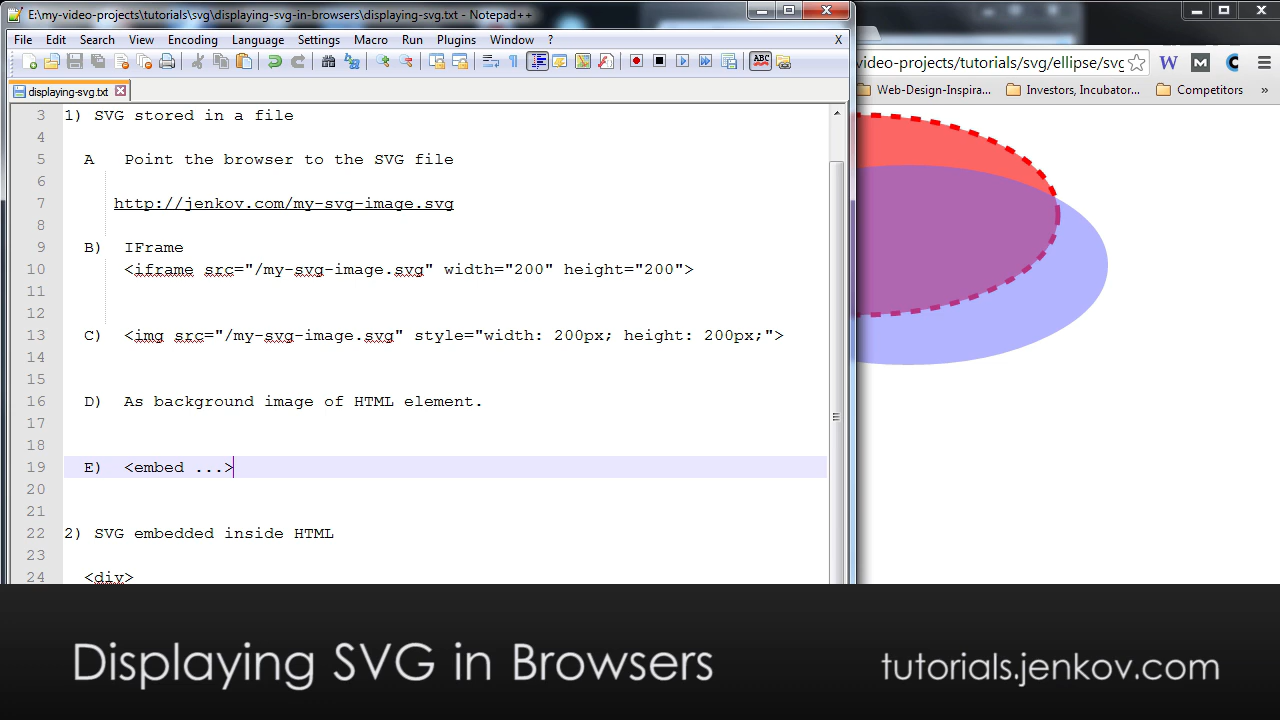 E:\my-video-projects\tutorials\svg\displaying-svg-in-browsers\displaying-svg.txt - Notepad++
File Edit Search View Encoding Language Settings Macro Run Plugins Window ? X
ABC
displaying-svg.txt
3 1) SVG stored in a file
4
5 A Point the browser to the SVG file
6
7 http://jenkov.com/my-svg-image.svg
8
9 B) IFrame
10 <iframe src="/my-svg-image.svg" width="200" height="200">
11
12
13 C) <img src="/my-svg-image.svg" style="width: 200px; height: 200px;">
14
15
16 D) As background image of HTML element.
17
18
19 E) <embed ...>
20
21
22 2) SVG embedded inside HTML
23
24 <div>
video-projects/tutorials/svg/ellipse/svg
W M C
Web-Design-Inspira... Investors, Incubator... Competitors »
Displaying SVG in Browsers
tutorials.jenkov.com